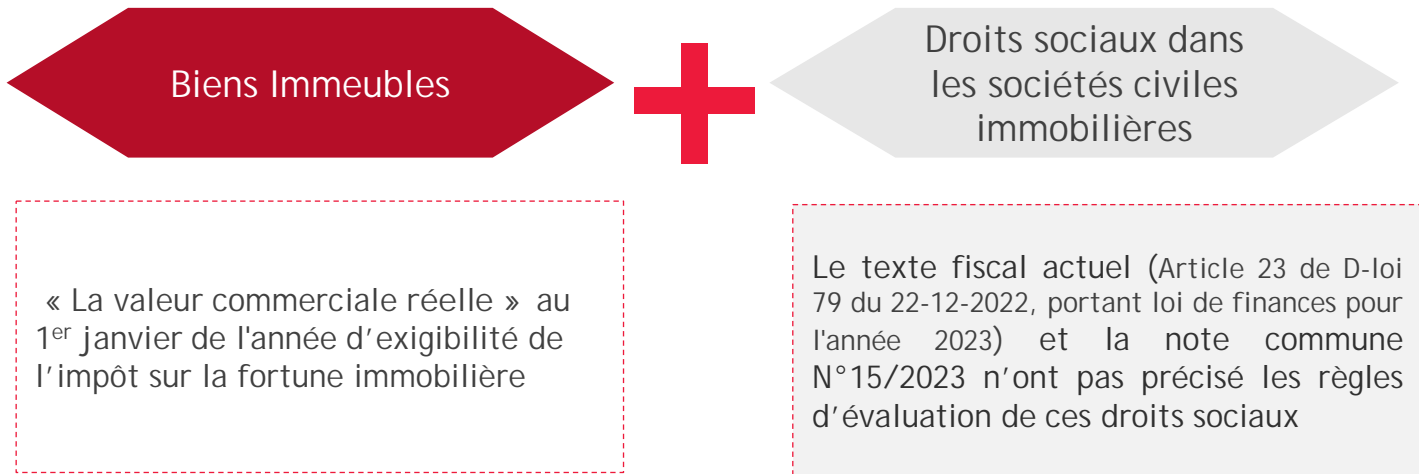 Biens Immeubles
Droits sociaux dans
les sociétés civiles
immobilières
« La valeur commerciale réelle » au
1er janvier de l'année d'exigibilité de
l'impôt sur la fortune immobilière
Le texte fiscal actuel (Article 23 de D-loi
79 du 22-12-2022, portant loi de finances pour
l'année 2023) et la note commune
N°15/2023 n'ont pas précisé les règles
d'évaluation de ces droits sociaux